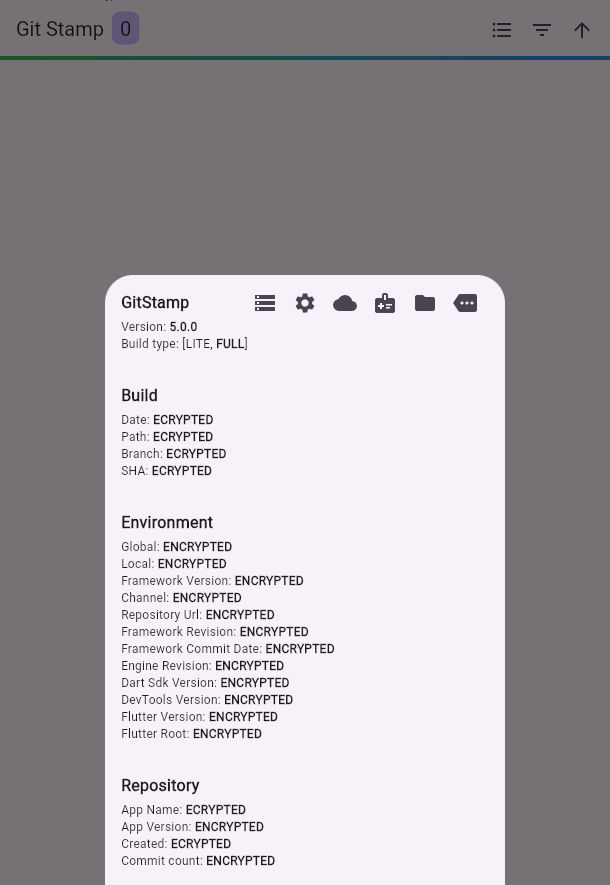 Git Stamp 0
GitStamp
Version: 5.0.0
Build type: [LITE, FULL]
Build
Date: ECRYPTED
Path: ECRYPTED
Branch: ECRYPTED
SHA: ECRYPTED
Environment
Global: ENCRYPTED
Local: ENCRYPTED
Framework Version: ENCRYPTED
Channel: ENCRYPTED
Repository Url: ENCRYPTED
Framework Revision: ENCRYPTED
Framework Commit Date: ENCRYPTED
Engine Revision: ENCRYPTED
Dart Sdk Version: ENCRYPTED
DevTools Version: ENCRYPTED
Flutter Version: ENCRYPTED
Flutter Root: ENCRYPTED
Repository
App Name: ECRYPTED
App Version: ENCRYPTED
Created: ECRYPTED
Commit count: ENCRYPTED